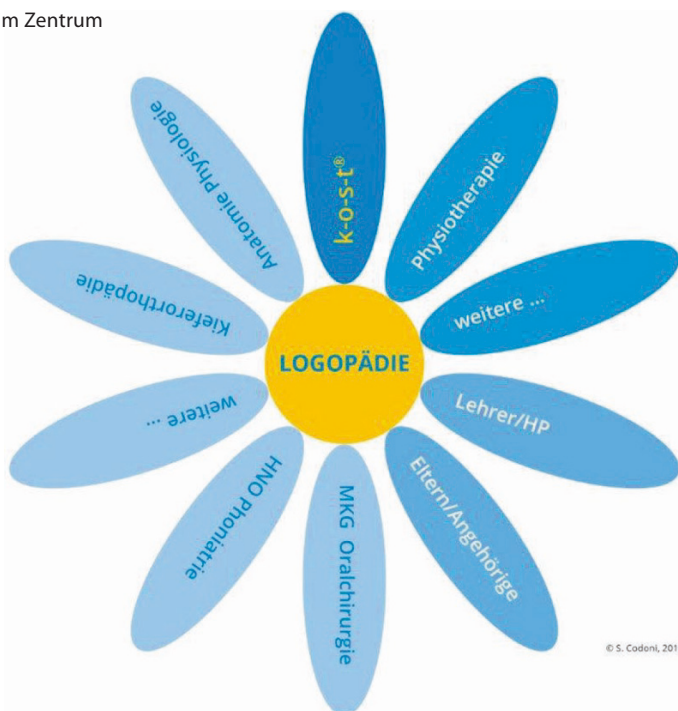 m Zentrum
k-o-s-t®
Physiotherapie
weitere ...
Lehrer/HP
Eltern/Angehörige
MKG Oralchirurgie
HNO Phoniatrie
weitere ...
Kieferorthopädie
Anatomie Physiologie
LOGOPÄDIE
© S. Codoni, 201